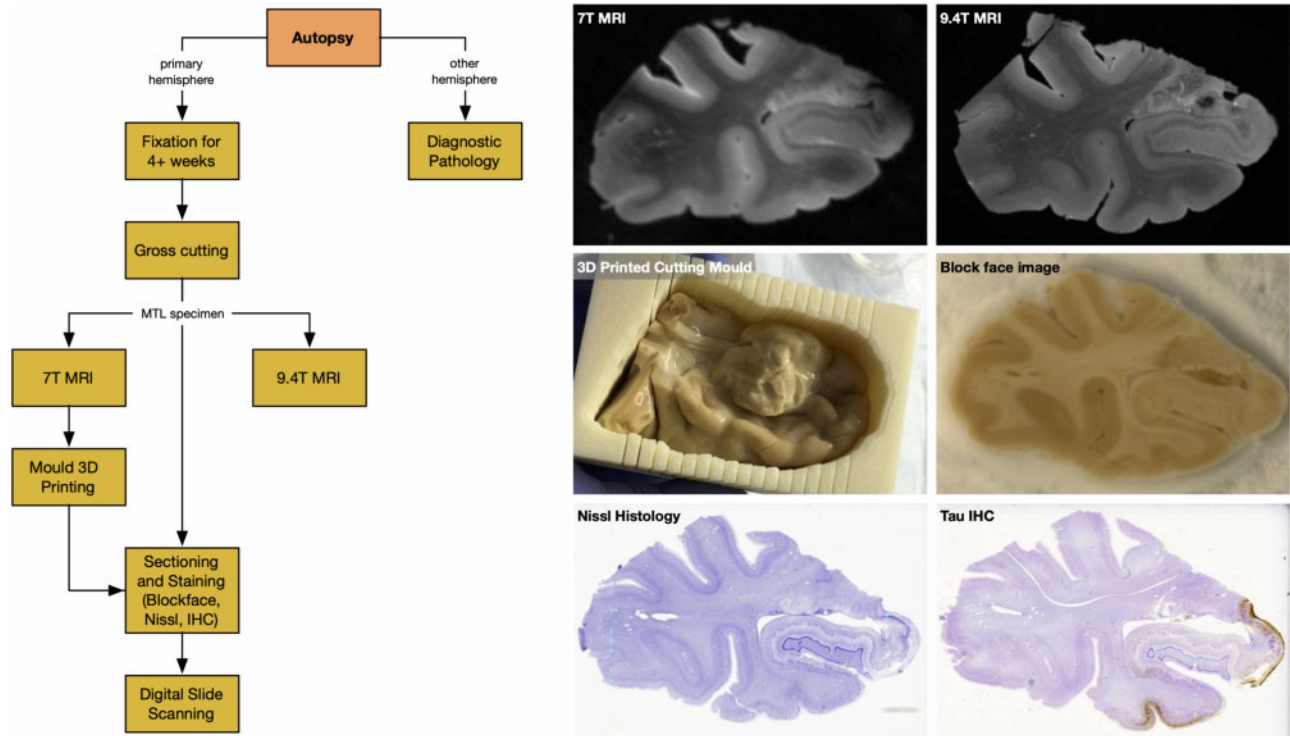 Autopsy
primary
hemisphere
other
hemisphere
Fixation for
4+ weeks
Diagnostic
Pathology
Gross cutting
MTL specimen
7T MRI
9.4T MRI
Mould 3D
Printing
Sectioning
and Staining
(Blockface,
Nissl, IHC)
Digital Slide
Scanning
7T MRI
9.4T MRI
3D Printed Cutting Mould
Block face image
Nissl Histology
Tau IHC